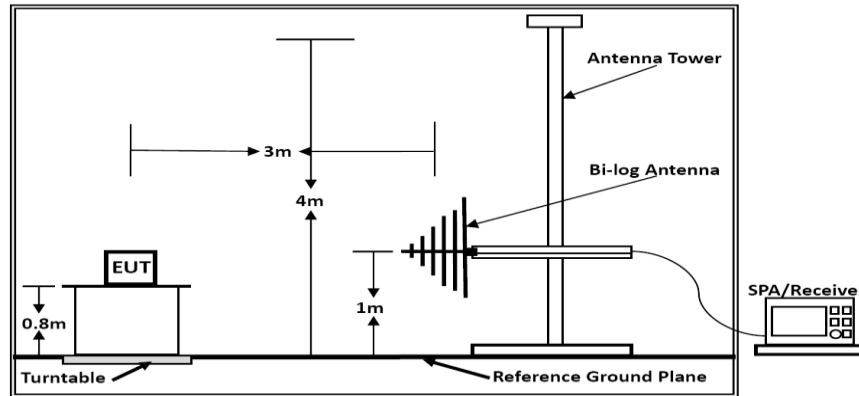 Antenna Tower
3m
Bi-log Antenna
4m
EUT
SPA/Receive
1m
0.8m
Turntable
Reference Ground Plane